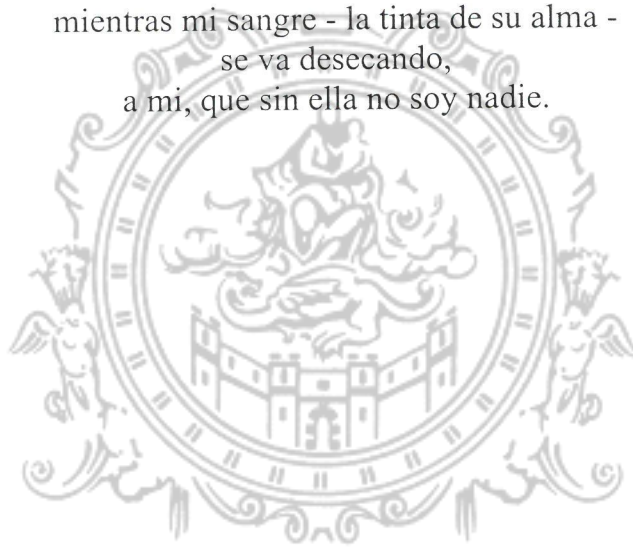 mientras mi sangre - la tinta de su alma -
se va desecando,
a mi, que sin ella no soy nadie.